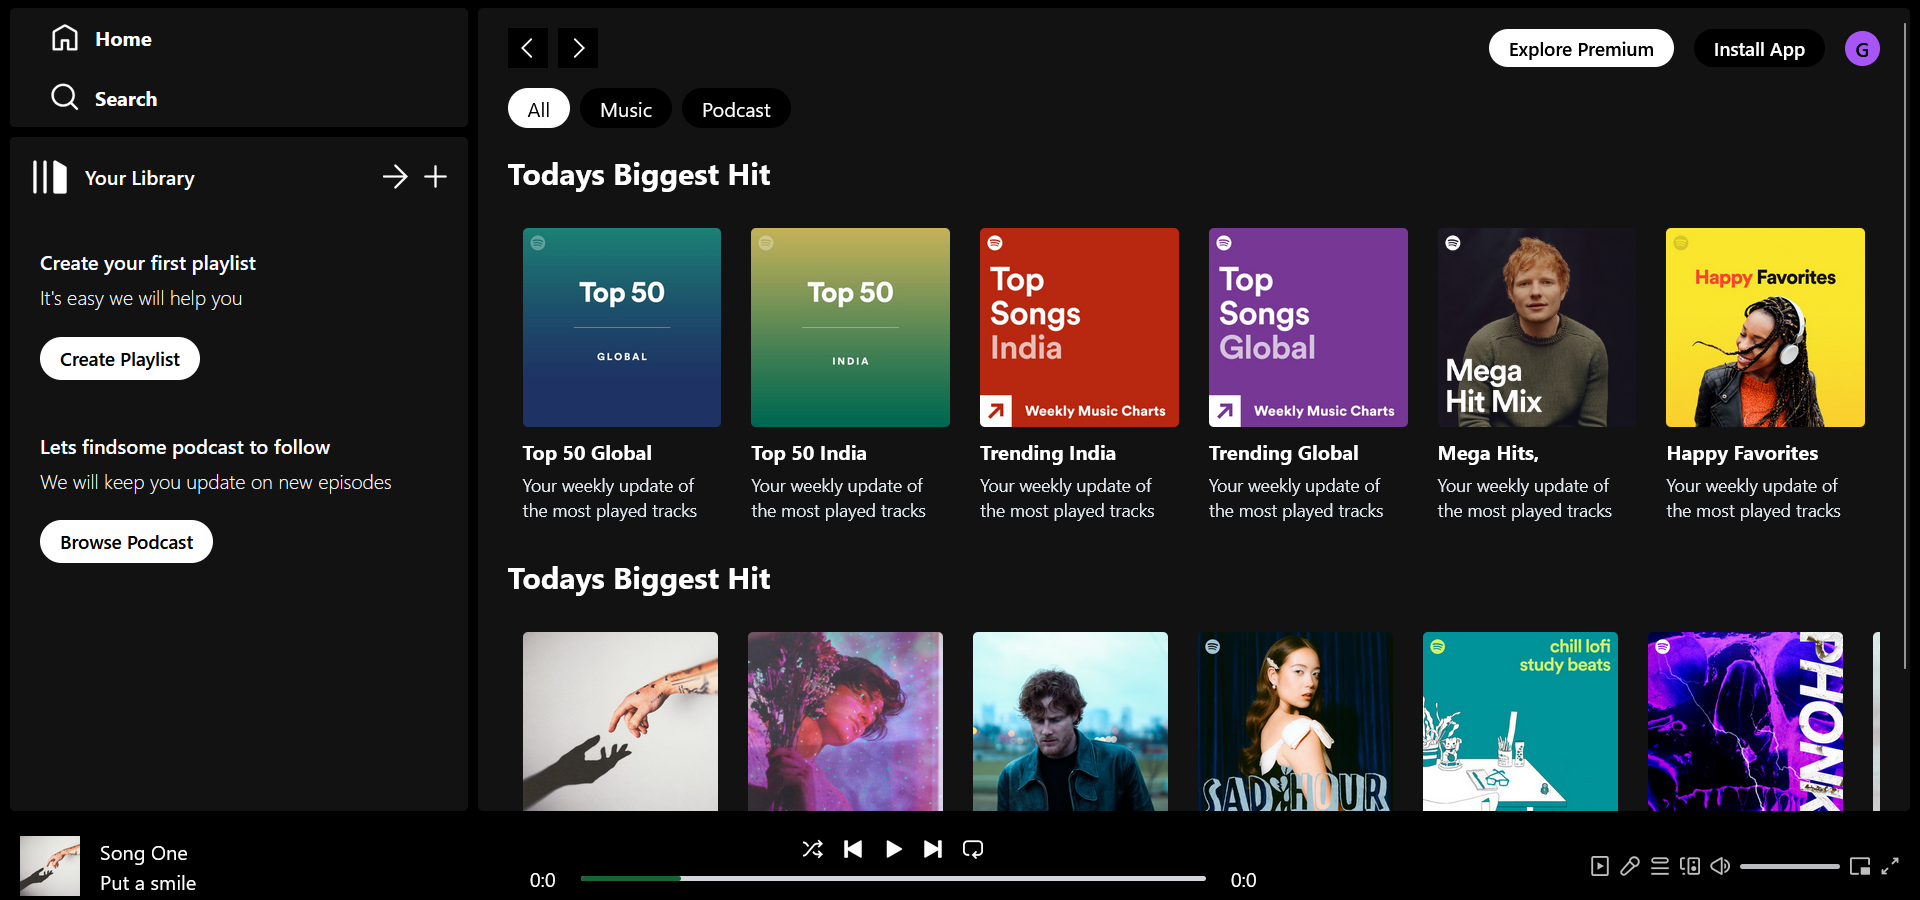 Home
Search
Your Library
Create your first playlist
It's easy we will help you
Create Playlist
Lets findsome podcast to follow
We will keep you update on new episodes
Browse Podcast
Explore Premium
Install App
G
All
Music
Podcast
Todays Biggest Hit
Top 50
GLOBAL
Top 50 Global
Your weekly update of
the most played tracks
Top 50
INDIA
Top 50 India
Your weekly update of
the most played tracks
Top
Songs
India
Weekly Music Charts
Trending India
Your weekly update of
the most played tracks
Top
Songs
Global
Weekly Music Charts
Trending Global
Your weekly update of
the most played tracks
Mega
Hit Mix
Mega Hits,
Your weekly update of
the most played tracks
Happy Favorites
Happy Favorites
Your weekly update of
the most played tracks
Todays Biggest Hit
SAD HOUR
chill lofi
study beats
PHONK
Song One
Put a smile
0:0
0:0